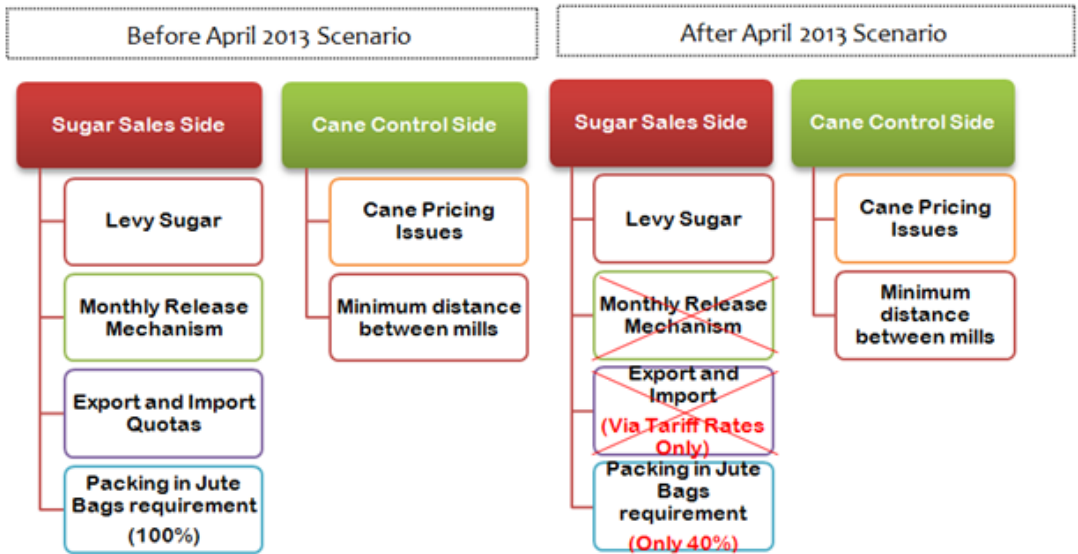 Before April 2013 Scenario
Sugar Sales Side
Cane Control Side
Levy Sugar
Cane Pricing
Issues
Monthly Release
Mechanism
Minimum distance
between mills
Export and Import
Quotas
Packing in Jute
Bags requirement
(100%)
After April 2013 Scenario
Sugar Sales Side
Cane Control Side
Levy Sugar
Cane Pricing
Issues
Monthly Release
Mechanism
Minimum
distance
between mills
Export and
Import
(Via Tariff Rates
Only)
Packing in Jute
Bags
requirement
(Only 40%)